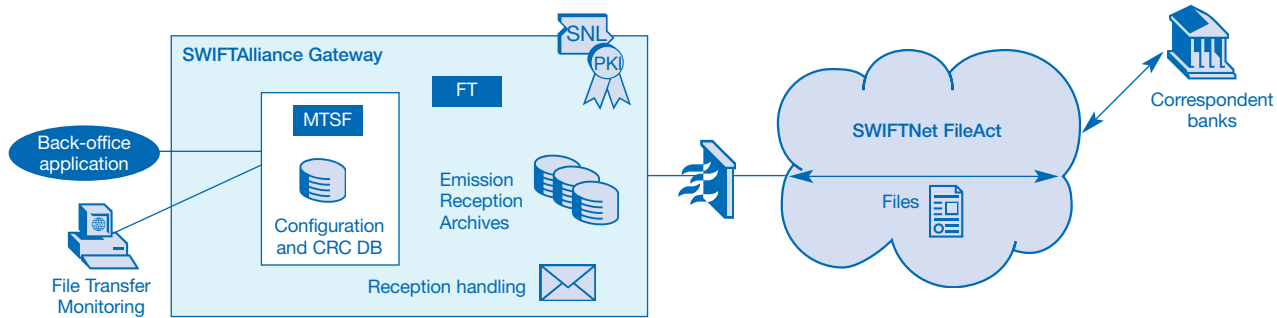 SWIFTAlliance Gateway
SNL
PKI
FT
MTSF
Back-office
application
Configuration
and CRC DB
Emission
Reception
Archives
Reception handling
File Transfer
Monitoring
SWIFTNet FileAct
Files
Correspondent
banks